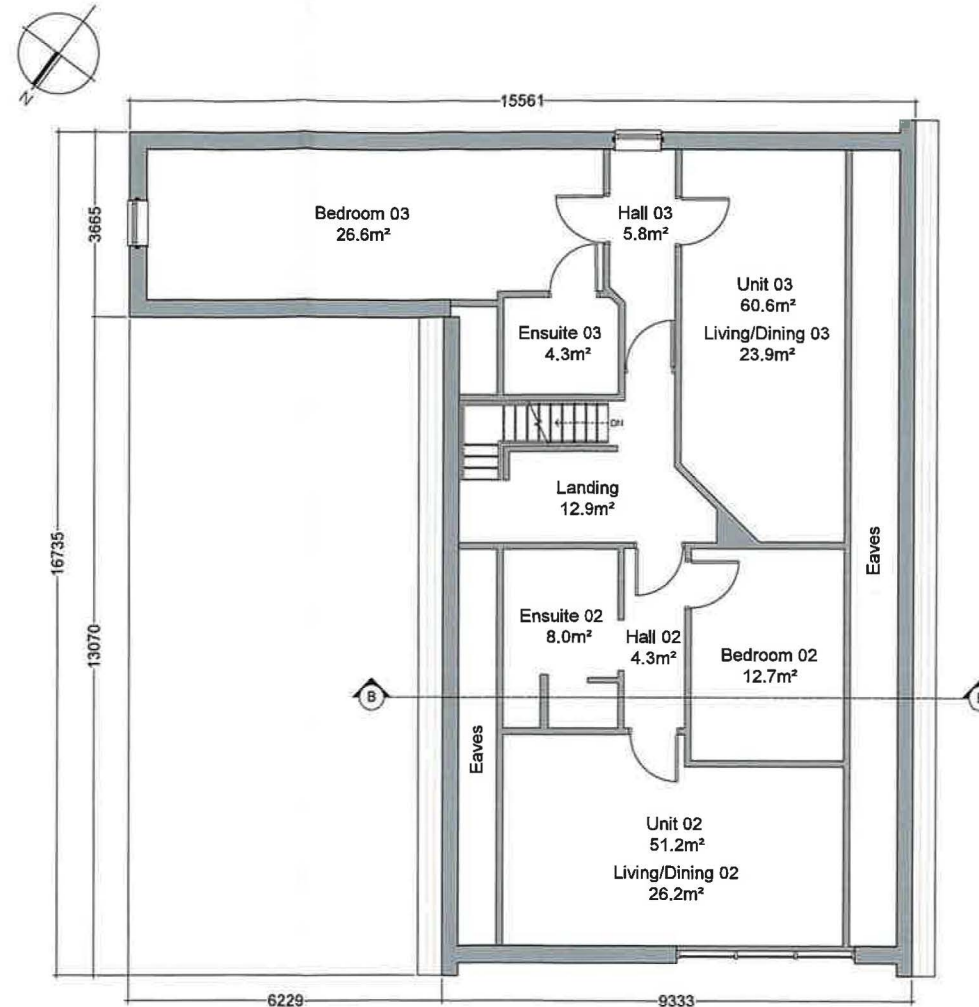 N
15561
3665
Bedroom 03
26.6m²
Hall 03
5.8m²
Unit 03
60.6m²
Living/Dining 03
23.9m²
Ensuite 03
4.3m²
DN
Landing
12.9m²
16735
13070
Eaves
Ensuite 02
8.0m²
Hall 02
4.3m²
Bedroom 02
12.7m²
B
Eaves
Unit 02
51.2m²
Living/Dining 02
26.2m²
6229
9333